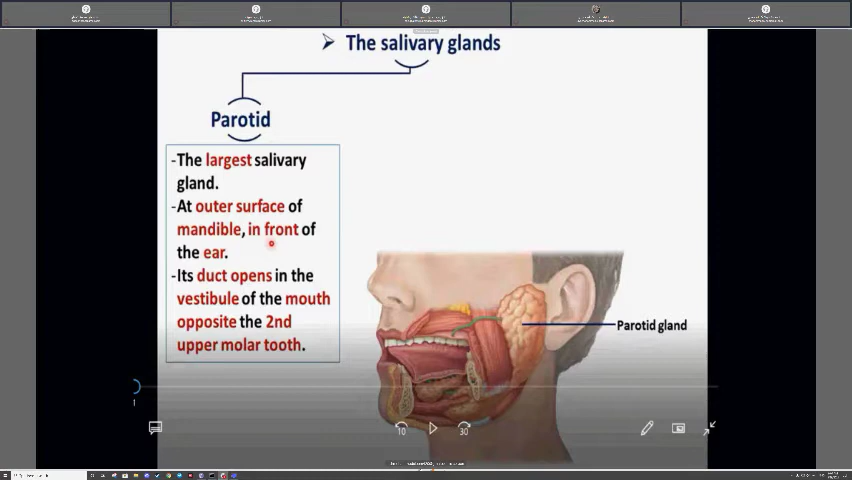 The salivary glands
Parotid
-The largest salivary
gland.
-At outer surface of
mandible, in front of
the ear.
-Its duct opens in the
vestibule of the mouth
opposite the 2nd
upper molar tooth.
Parotid gland
10
30